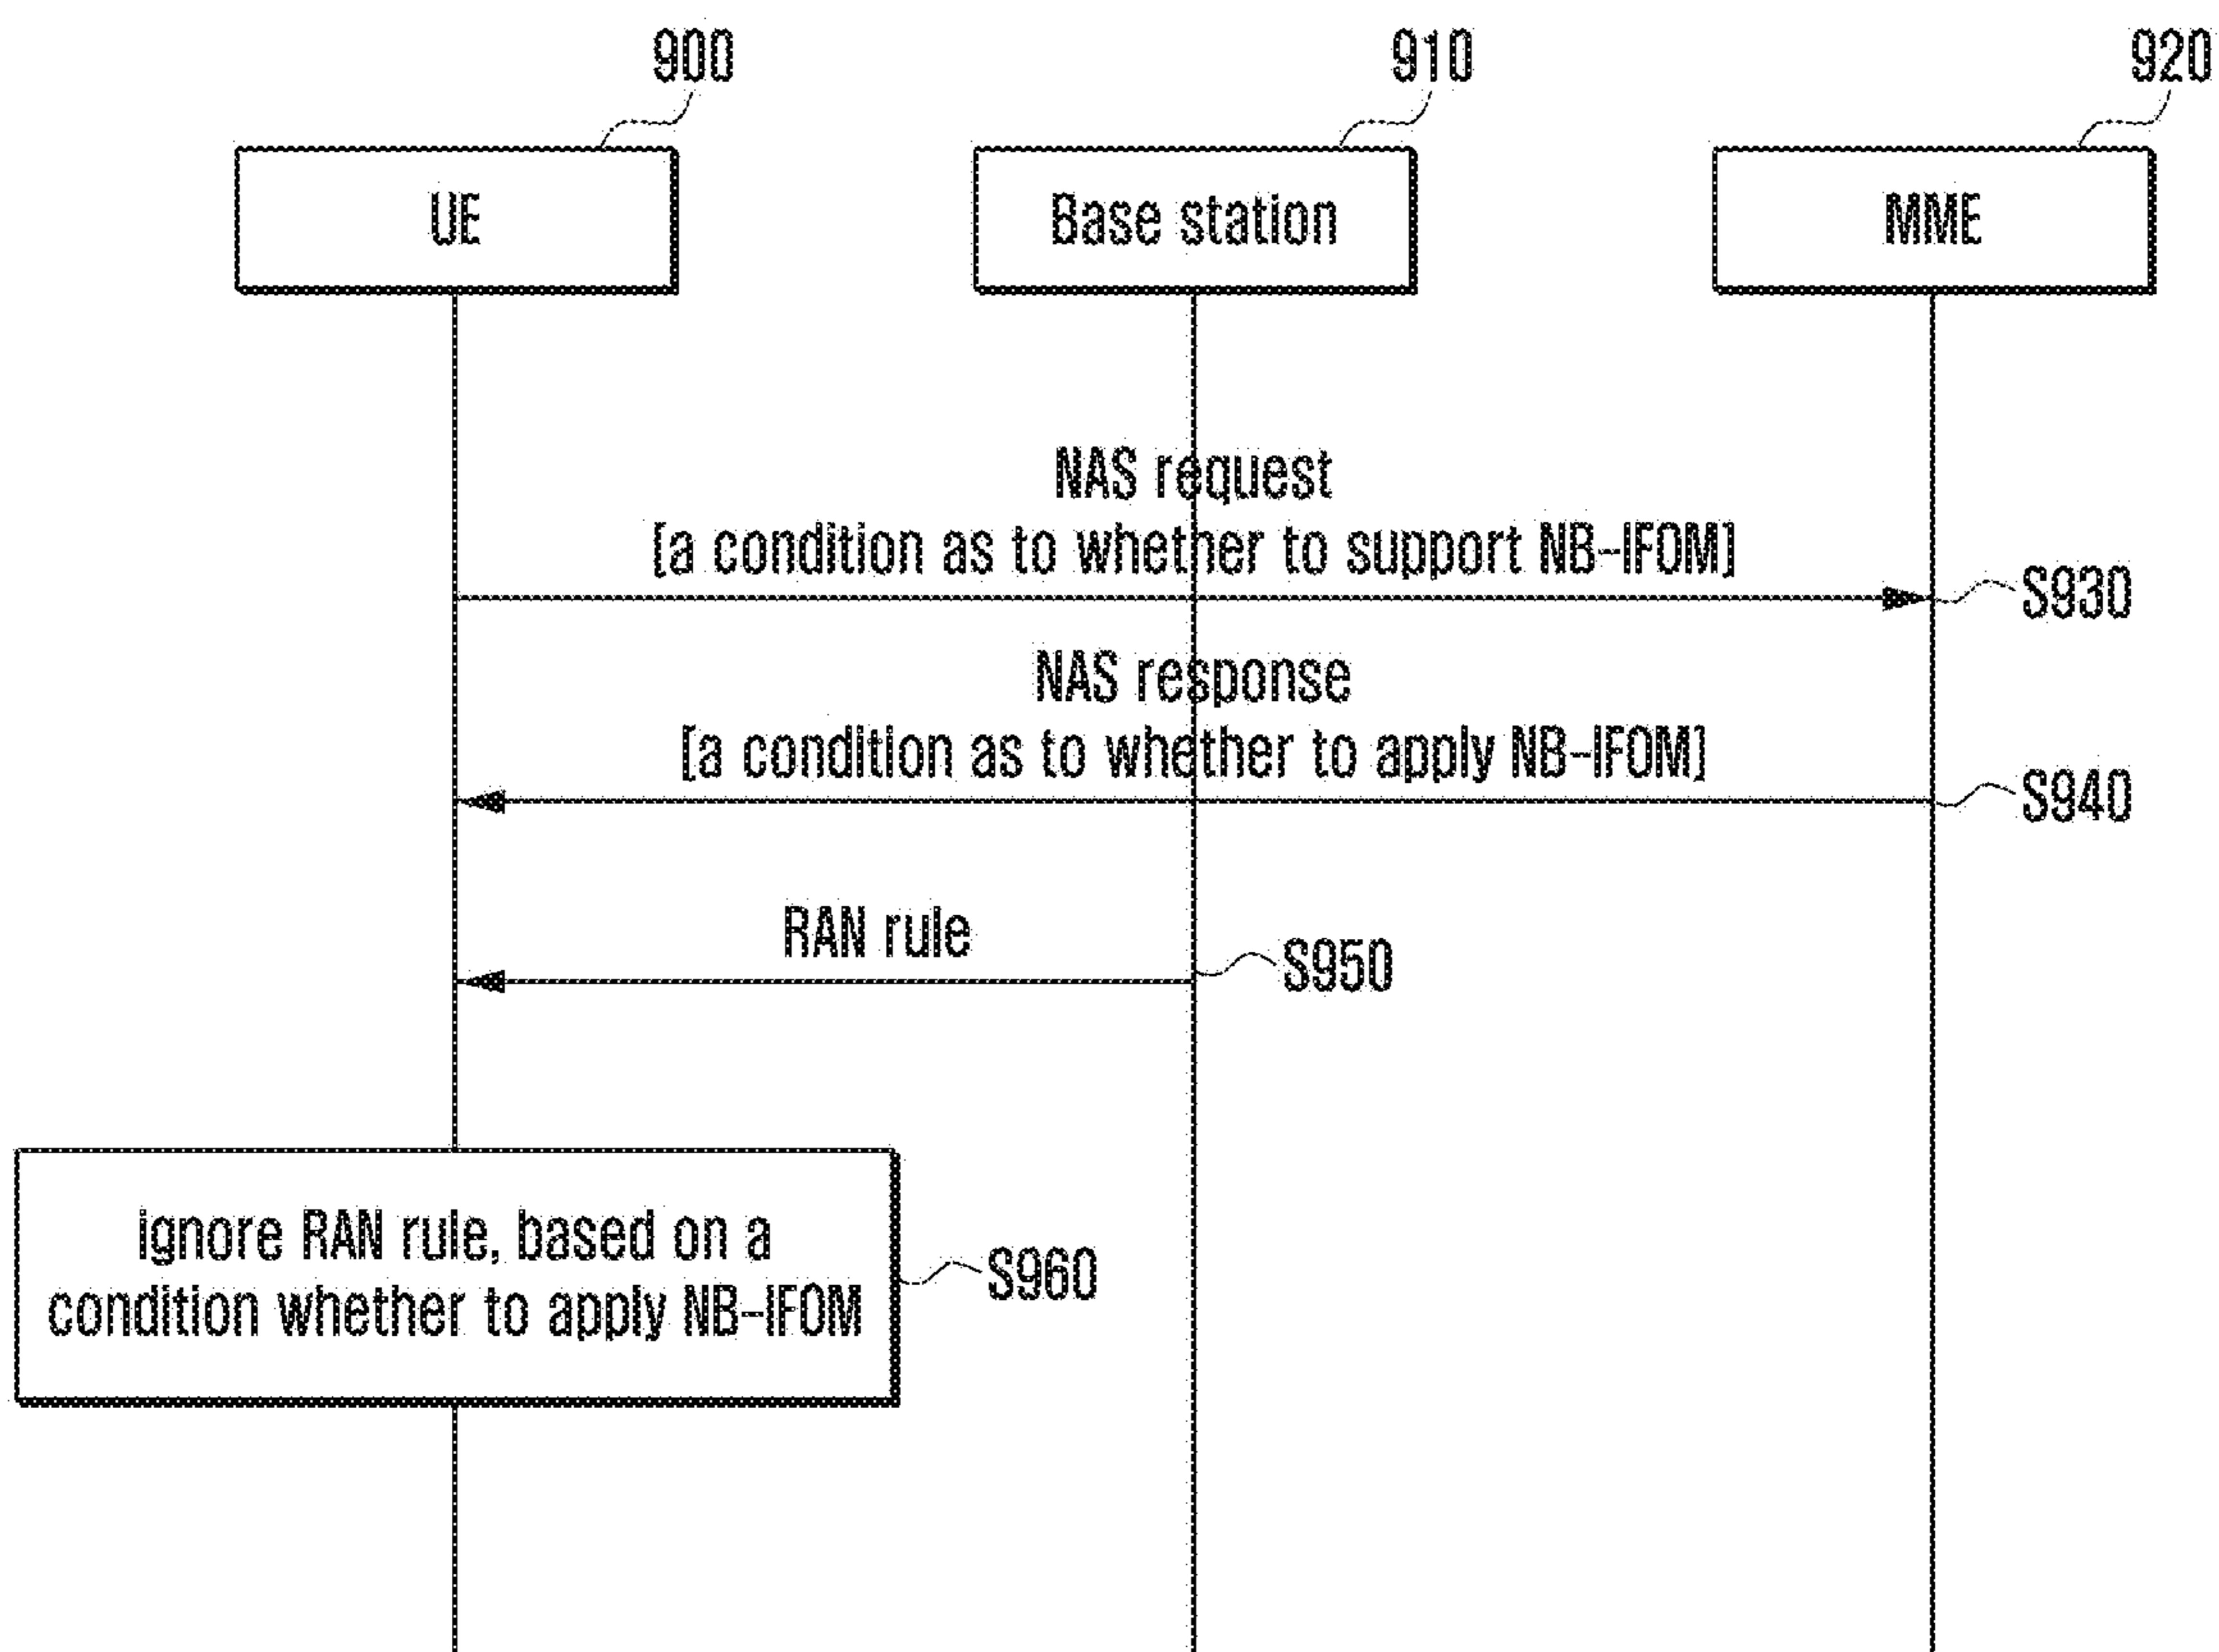 900
910
920
UE
Base station
MME
NAS request
[a condition as to whether to support NB-IFOM]
S930
NAS response
[a condition as to whether to apply NB-IFOM]
S940
RAN rule
S950
ignore RAN rule, based on a
condition whether to apply NB-IFOM
S960